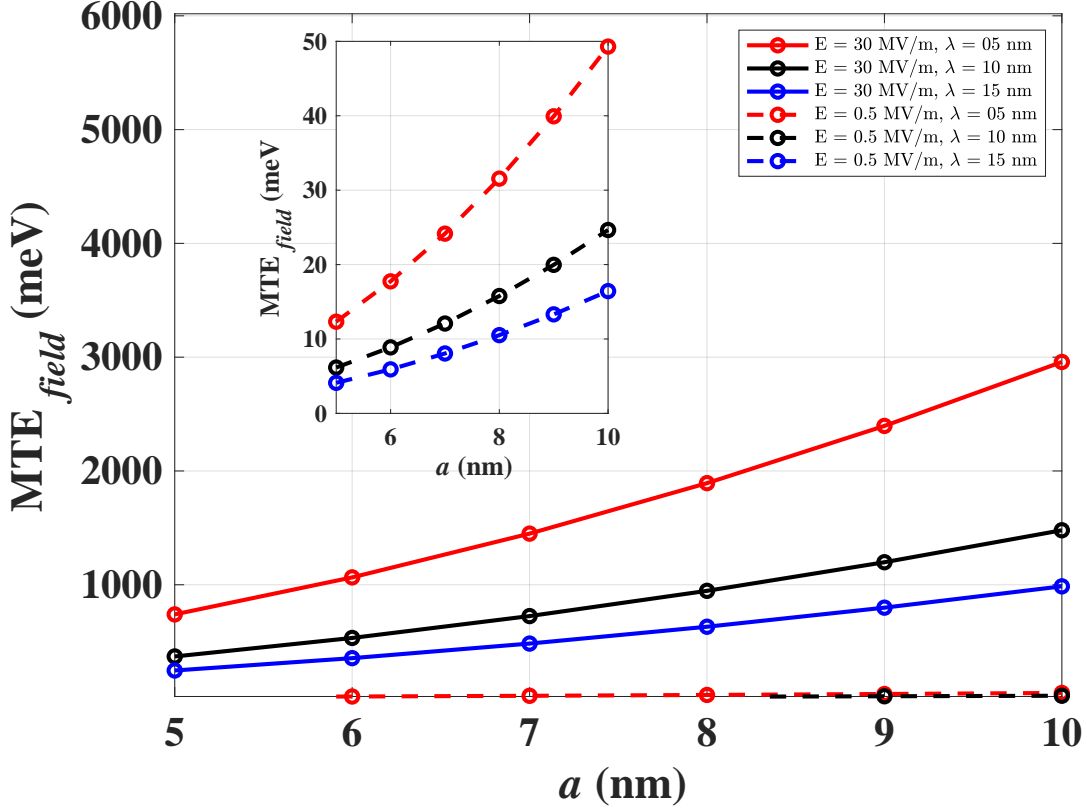 6000
5000
4000
3000
2000
1000
MTE field (meV)
5
6
7
8
9
10
a (nm)
50
40
30
20
10
0
MTE field (meV
6
8
10
a (nm)
E = 30 MV/m, λ = 05 nm
E = 30 MV/m, λ = 10 nm
E = 30 MV/m, λ = 15 nm
E = 0.5 MV/m, λ = 05 nm
E = 0.5 MV/m, λ = 10 nm
E = 0.5 MV/m, λ = 15 nm